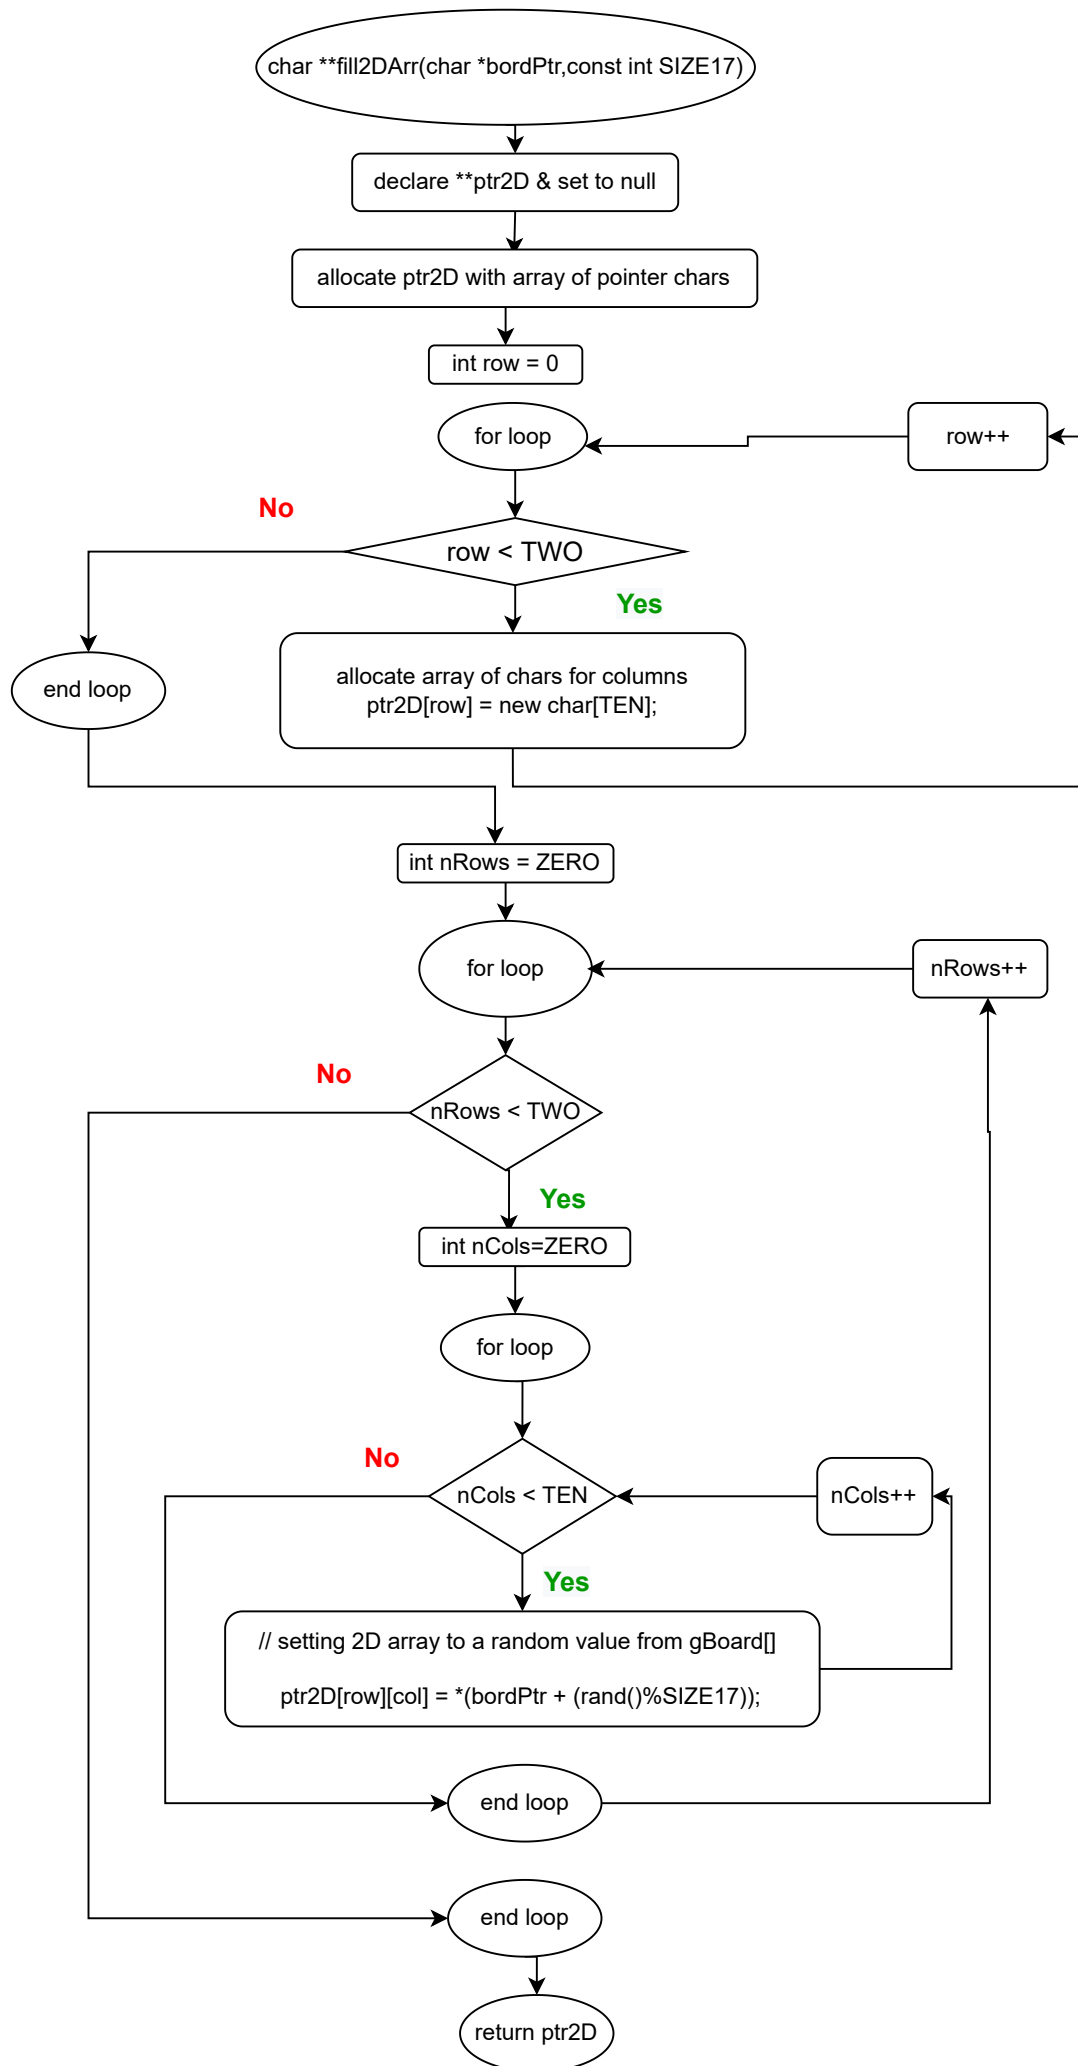 char **fill2DArr(char *bordPtr,const int SIZE17)
declare **ptr2D & set to null
allocate ptr2D with array of pointer chars
int row = 0
for loop
row++
No
row < TWO
Yes
allocate array of chars for columns
ptr2D[row] = new char[TEN];
end loop
int nRows = ZERO
for loop
nRows++
No
nRows < TWO
Yes
int nCols=ZERO
for loop
No
nCols < TEN
nCols++
Yes
// setting 2D array to a random value from gBoard[]
ptr2D[row][col] = *(bordPtr + (rand()%SIZE17));
end loop
end loop
return ptr2D